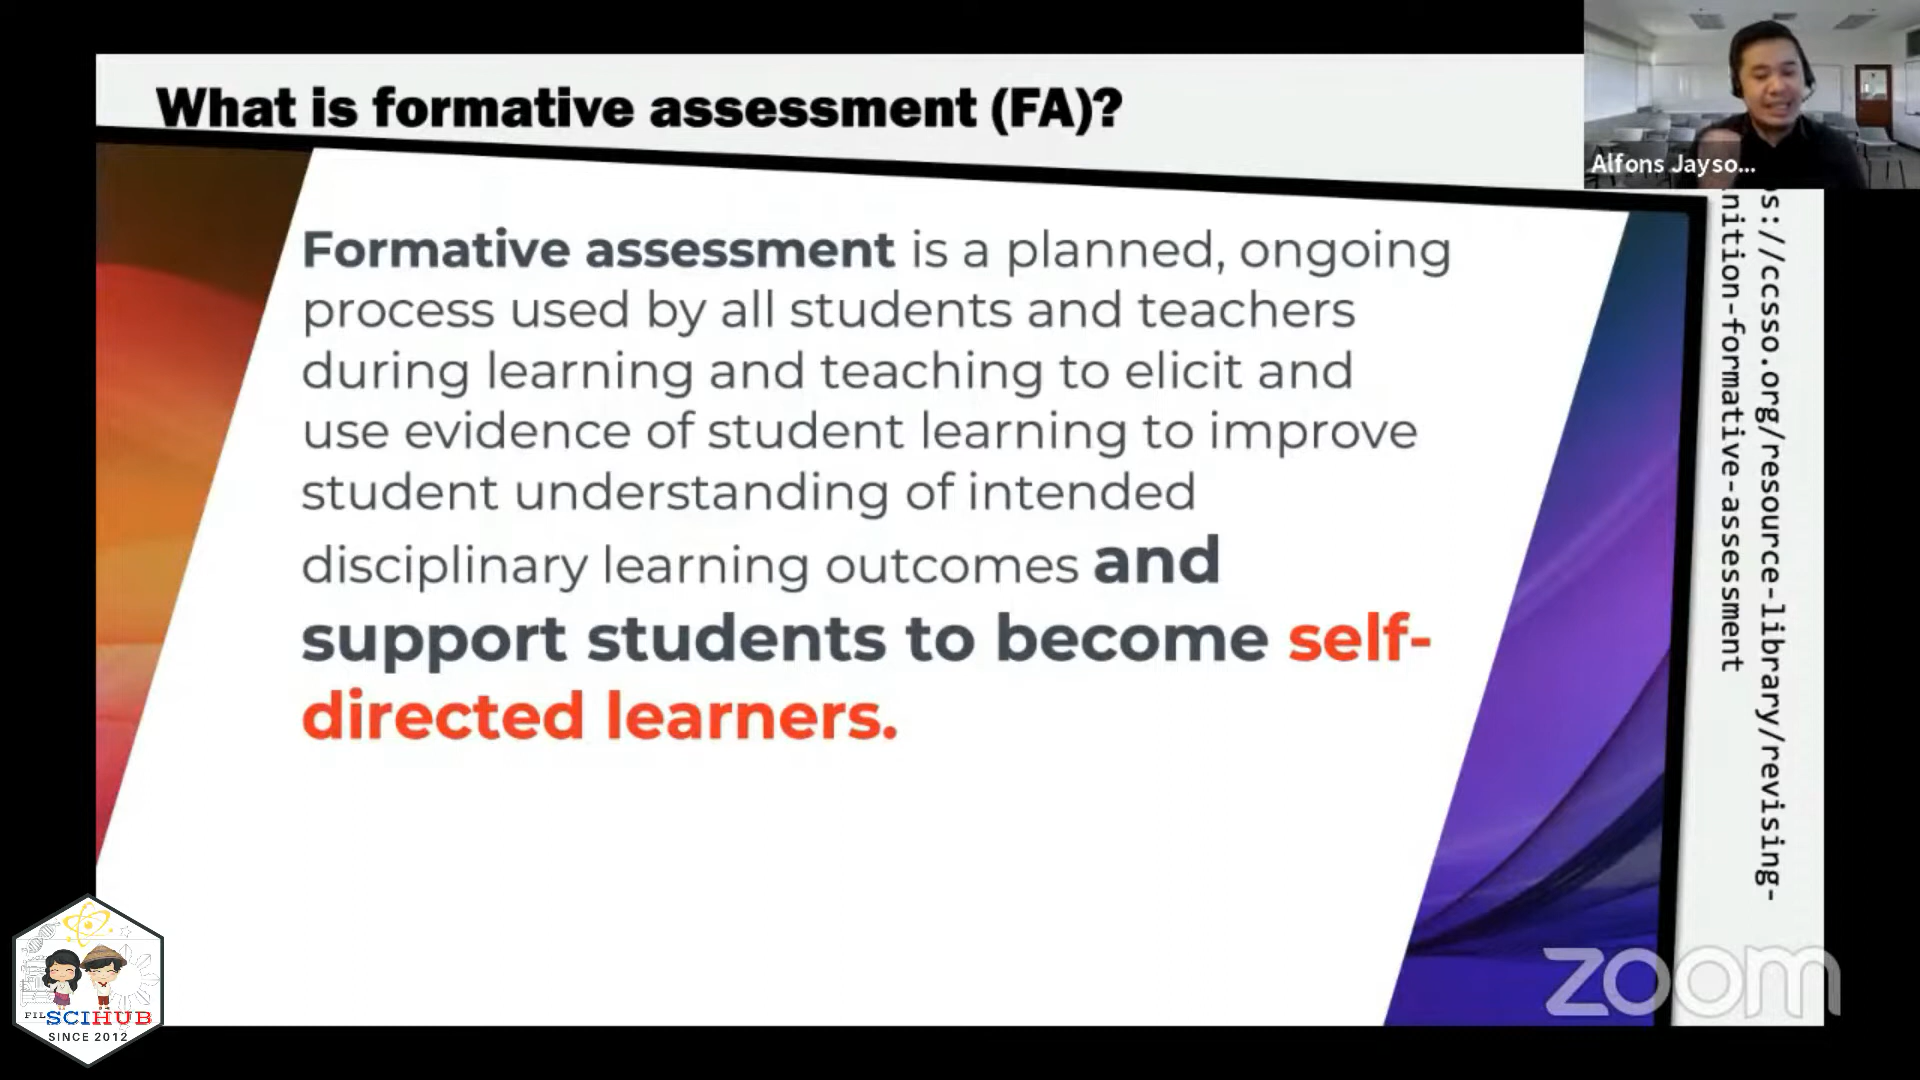 What is formative assessment (FA)?
Alfons Jayso...
Formative assessment is a planned, ongoing
process used by all students and teachers
during learning and teaching to elicit and
use evidence of student learning to improve
student understanding of intended
disciplinary learning outcomes and
support students to become self-
directed learners.
s://ccsso.org/resource-library/revising-
nition-formative-assessment
FIL SCIHUB
SINCE 2012
zoom